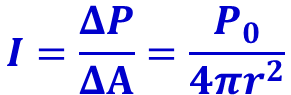 I = ΔP/ΔA = P₀/4πr²